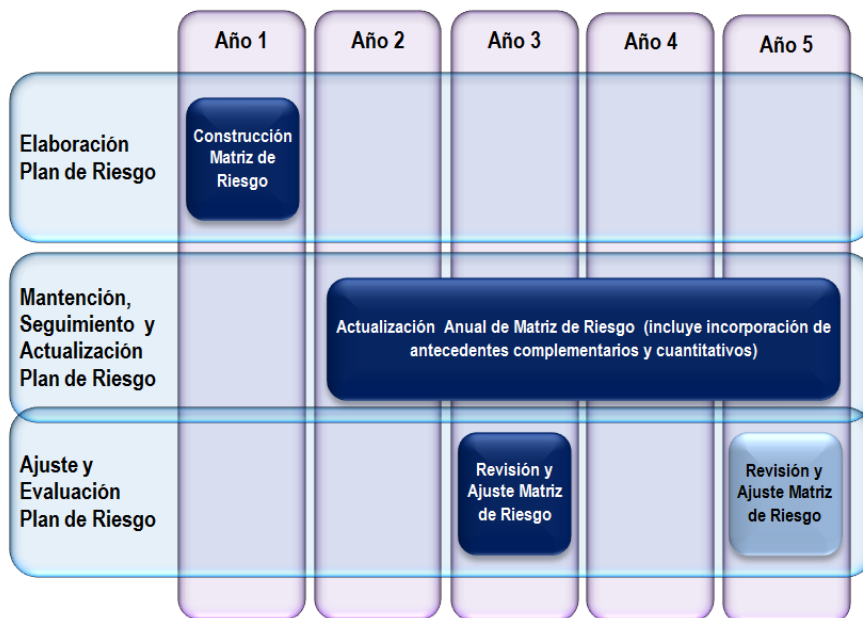 Año 1
Año 2
Año 3
Año 4
Año 5
Elaboración
Plan de Riesgo
Construcción
Matriz de
Riesgo
Mantención,
Seguimiento y
Actualización
Plan de Riesgo
Actualización Anual de Matriz de Riesgo (incluye incorporación de
antecedentes complementarios y cuantitativos)
Ajuste y
Evaluación
Plan de Riesgo
Revisión y
Ajuste Matriz
de Riesgo
Revisión y
Ajuste Matriz
de Riesgo